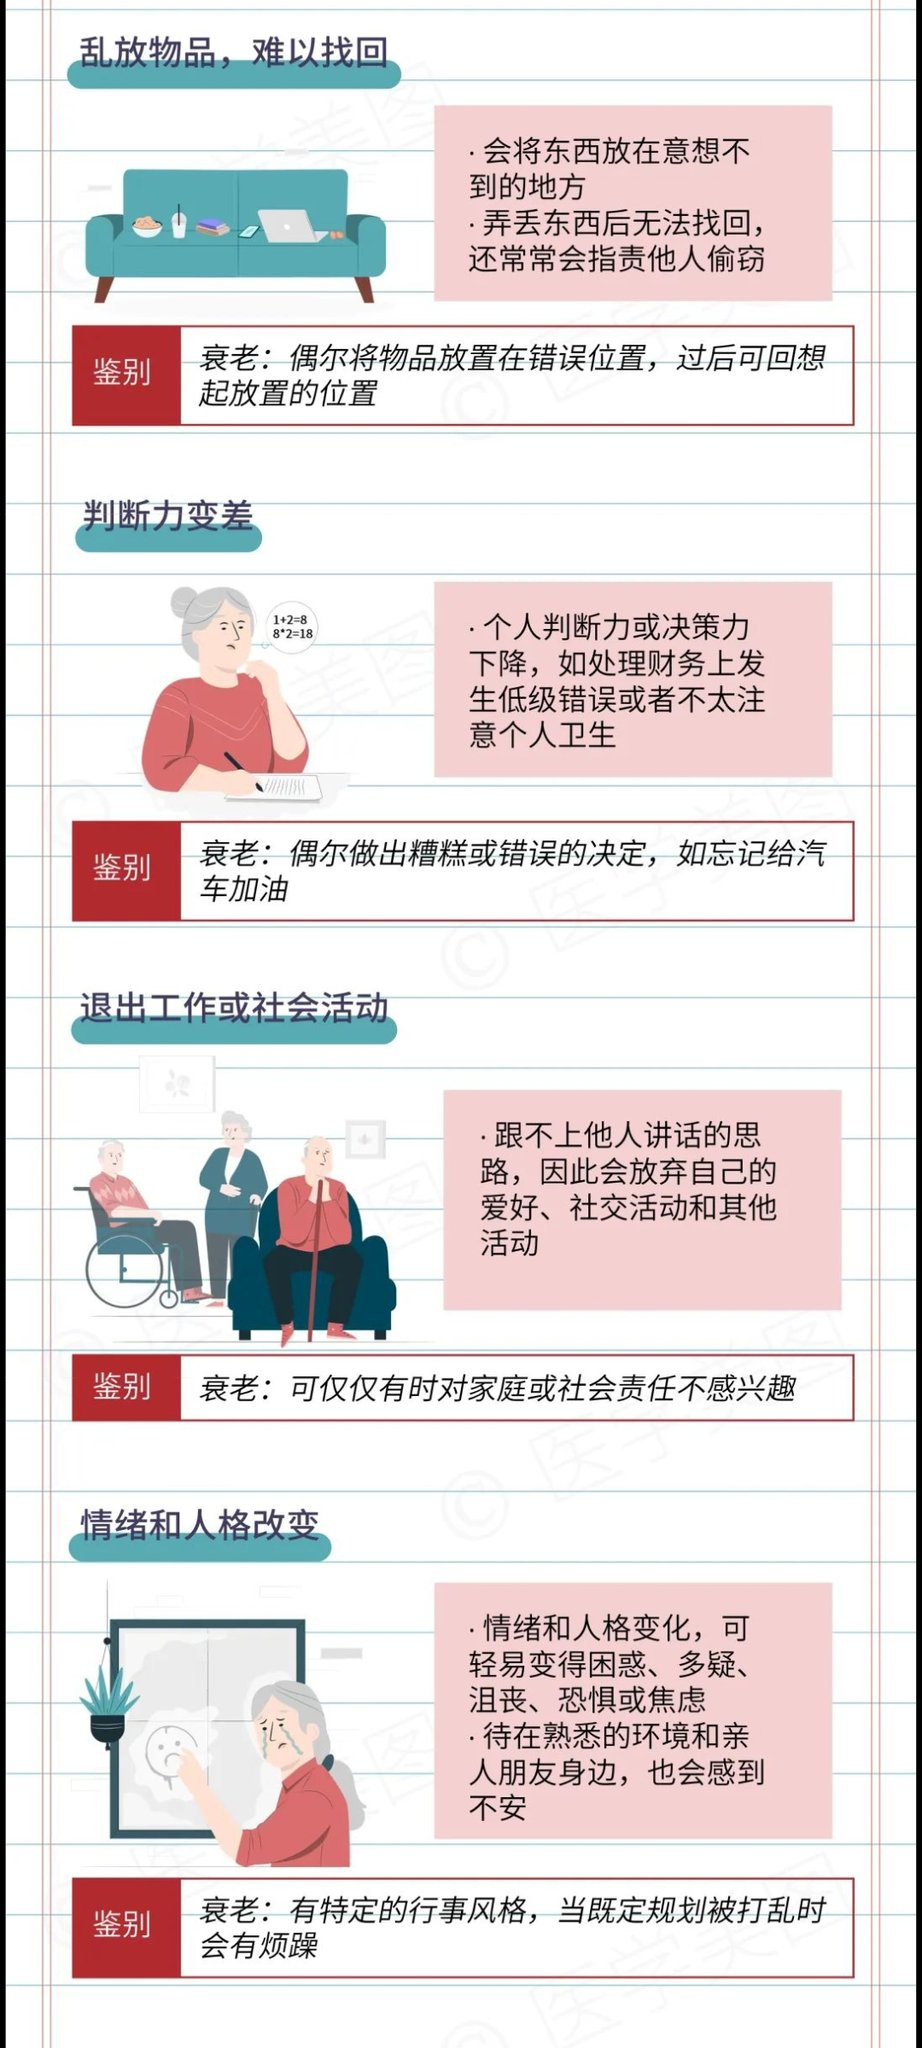 乱放物品，难以找回
· 会将东西放在意想不
到的地方
· 弄丢东西后无法找回，
还常常会指责他人偷窃
鉴别
衰老：偶尔将物品放置在错误位置，过后可回想
起放置的位置
判断力变差
1+2=8
8*2=18
· 个人判断力或决策力
下降，如处理财务上发
生低级错误或者不太注
意个人卫生
鉴别
衰老：偶尔做出糟糕或错误的决定，如忘记给汽
车加油
退出工作或社会活动
· 跟不上他人讲话的思
路，因此会放弃自己的
爱好、社交活动和其他
活动
鉴别
衰老：可仅仅有时对家庭或社会责任不感兴趣
情绪和人格改变
· 情绪和人格变化，可
轻易变得困惑、多疑、
沮丧、恐惧或焦虑
· 待在熟悉的环境和亲
人朋友身边，也会感到
不安
鉴别
衰老：有特定的行事风格，当既定规划被打乱时
会有烦躁
© 医学美图